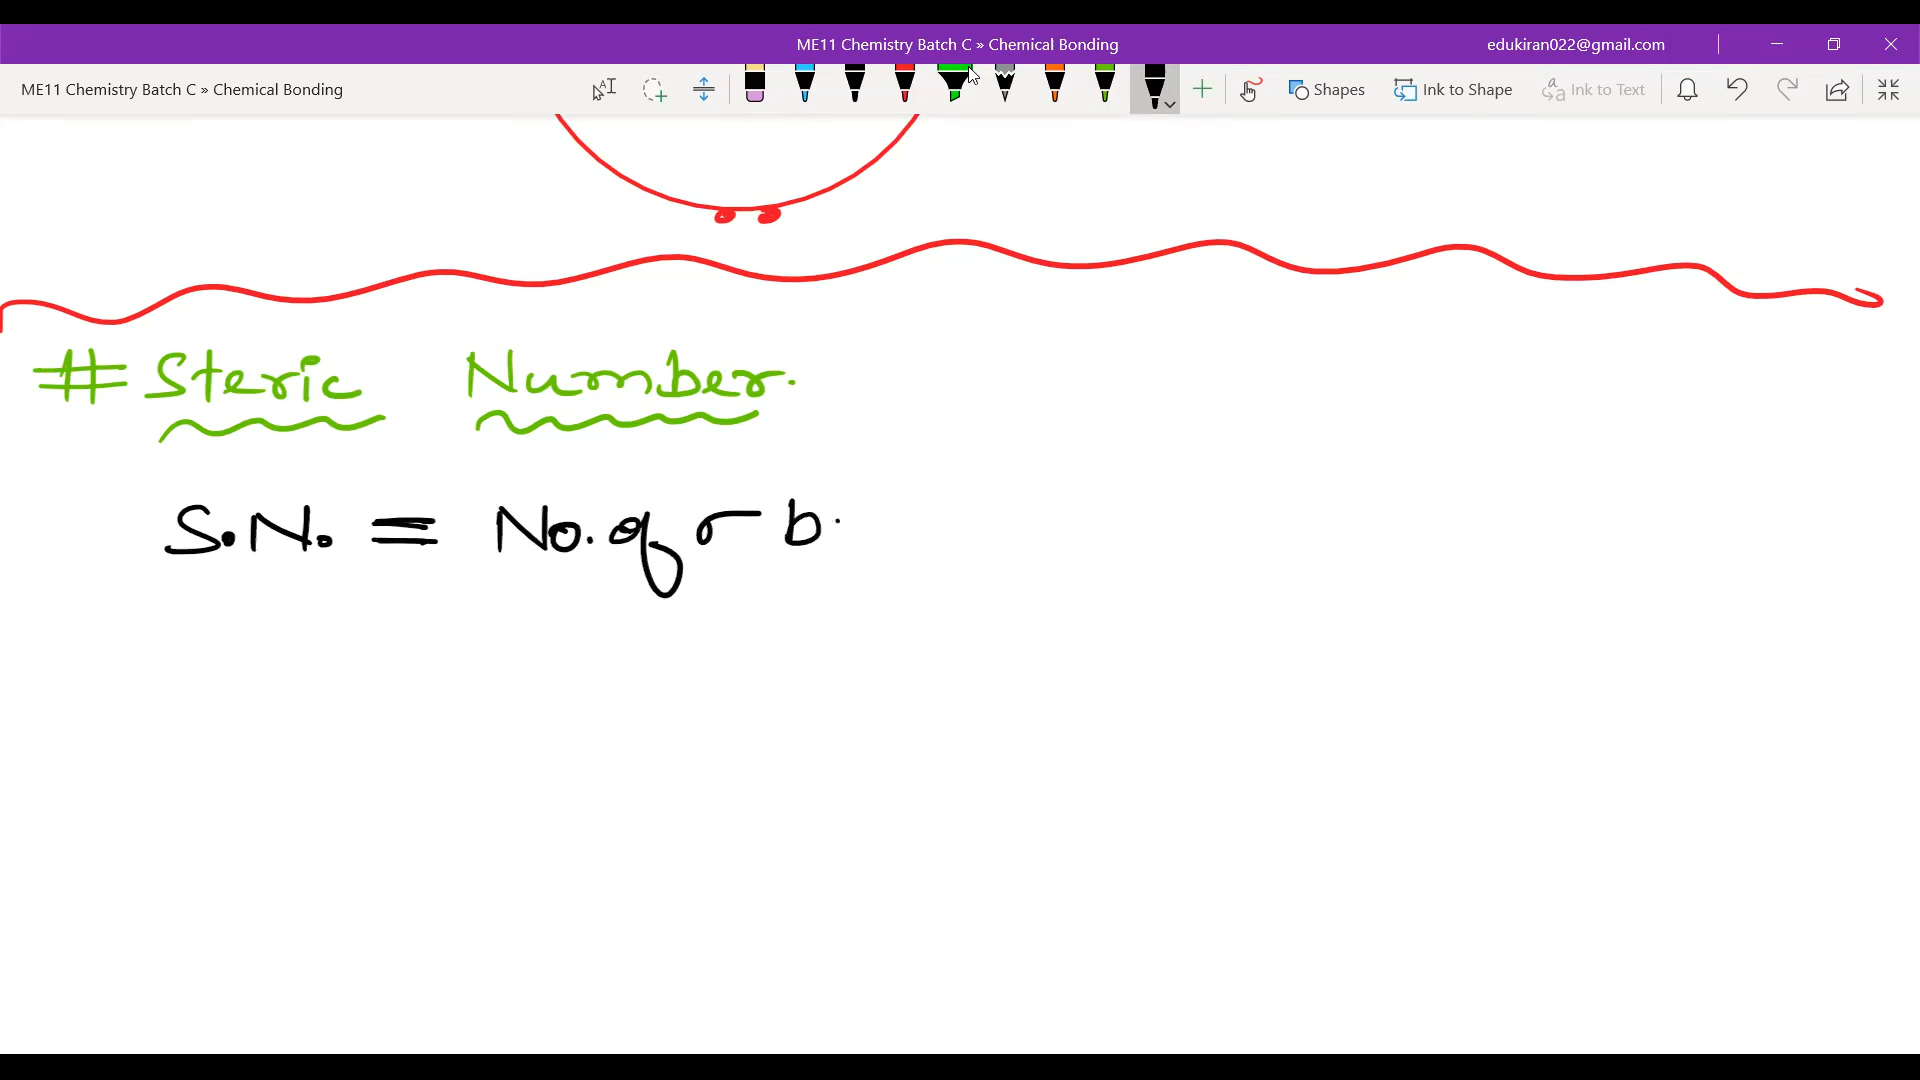 ME11 Chemistry Batch C » Chemical Bonding
edukiran022@gmail.com
ME11 Chemistry Batch C » Chemical Bonding
Shapes
Ink to Shape
Ink to Text
# Steric Number.
S.N. = No. of σ b.